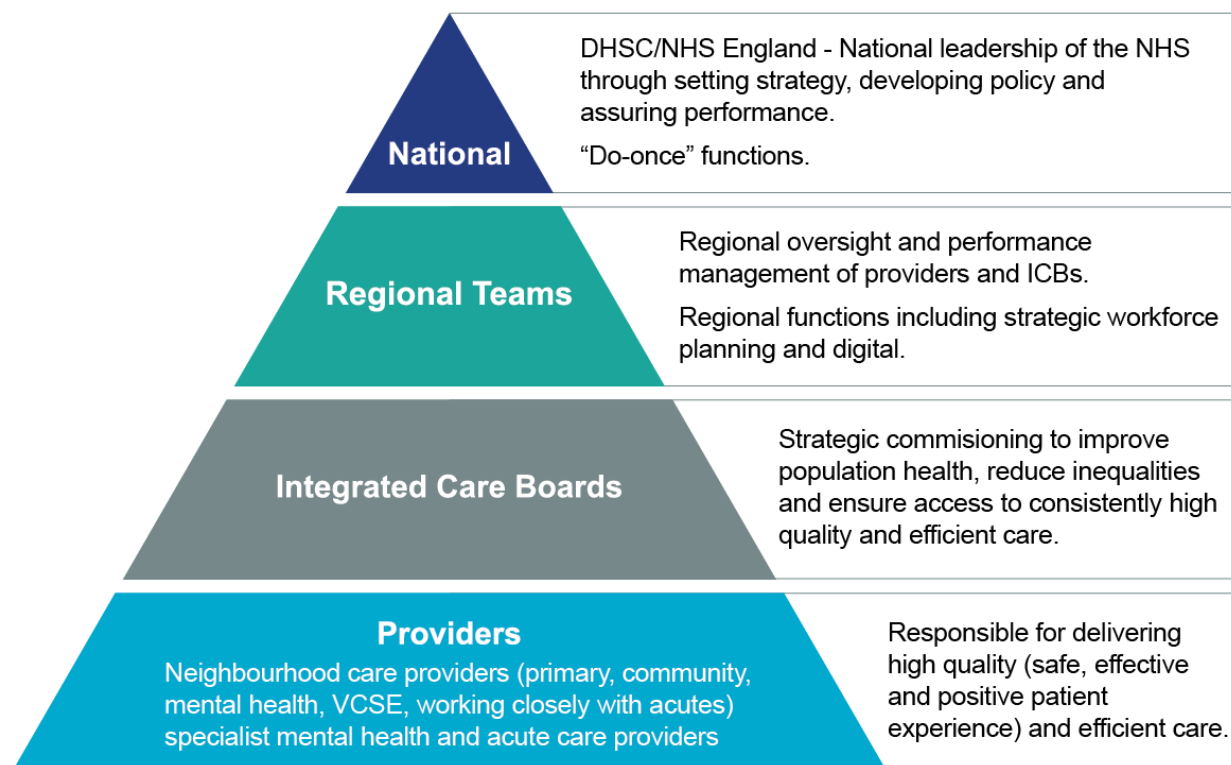 DHSC/NHS England - National leadership of the NHS
through setting strategy, developing policy and
assuring performance.
“Do-once” functions.
National
Regional oversight and performance
management of providers and ICBs.
Regional functions including strategic workforce
planning and digital.
Regional Teams
Strategic commisioning to improve
population health, reduce inequalities
and ensure access to consistently high
quality and efficient care.
Integrated Care Boards
Providers
Neighbourhood care providers (primary, community,
mental health, VCSE, working closely with acutes)
specialist mental health and acute care providers
Responsible for delivering
high quality (safe, effective
and positive patient
experience) and efficient care.